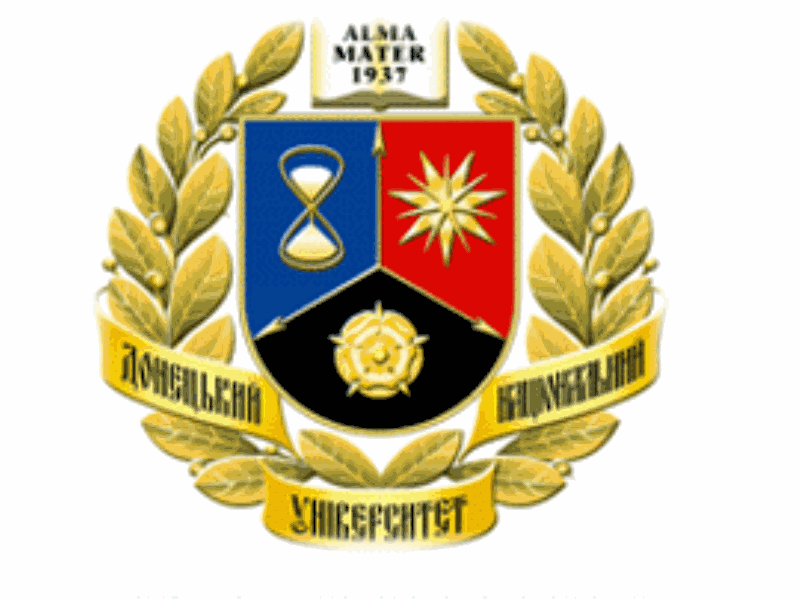 ALMA
MATER
1937
ДОНЕЦЬКИЙ
НАЦІОНАЛЬНИЙ
УНІВЕРСИТЕТ